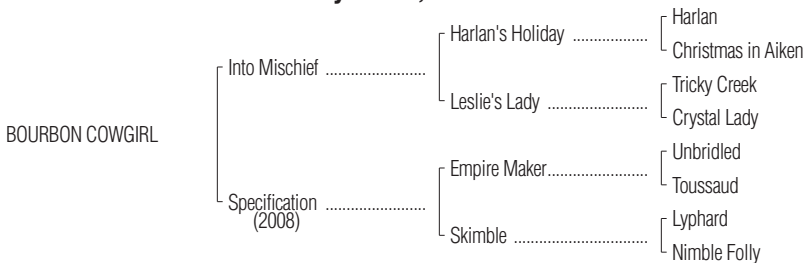 Harlan
Harlan's Holiday .................
Christmas in Aiken
Into Mischief ........................
Tricky Creek
Leslie's Lady ........................
Crystal Lady
BOURBON COWGIRL
Unbridled
Empire Maker........................
Toussaud
Specification ........................
(2008)
Lyphard
Skimble ................................
Nimble Folly